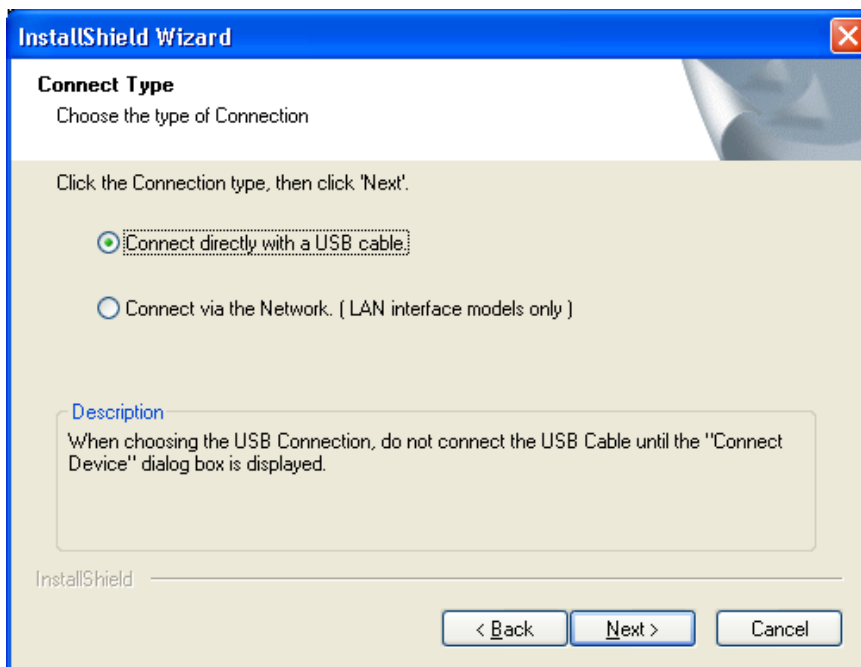 InstallShield Wizard
Connect Type
Choose the type of Connection
Click the Connection type, then click 'Next'.
Connect directly with a USB cable.
Connect via the Network. ( LAN interface models only )
Description
When choosing the USB Connection, do not connect the USB Cable until the "Connect
Device" dialog box is displayed.
InstallShield
< Back Next > Cancel